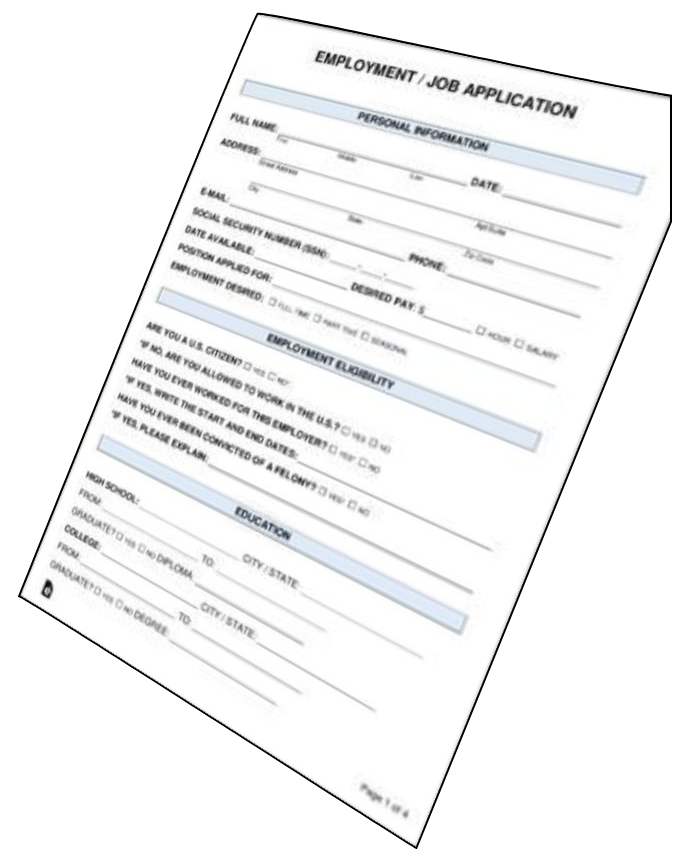 EMPLOYMENT / JOB APPLICATION
PERSONAL INFORMATION
FULL NAME: DATE:
First Middle Last
ADDRESS:
Street Address Apt/Suite
City State Zip Code
E-MAIL: PHONE:
SOCIAL SECURITY NUMBER (SSN): - -
DATE AVAILABLE: DESIRED PAY: $ ☐ HOUR ☐ SALARY
POSITION APPLIED FOR:
EMPLOYMENT DESIRED: ☐ FULL TIME ☐ PART TIME ☐ SEASONAL
EMPLOYMENT ELIGIBILITY
ARE YOU A U.S. CITIZEN? ☐ YES ☐ NO*
*IF NO, ARE YOU ALLOWED TO WORK IN THE U.S.? ☐ YES ☐ NO
HAVE YOU EVER WORKED FOR THIS EMPLOYER? ☐ YES* ☐ NO
*IF YES, WRITE THE START AND END DATES:
HAVE YOU EVER BEEN CONVICTED OF A FELONY? ☐ YES* ☐ NO
*IF YES, PLEASE EXPLAIN:
EDUCATION
HIGH SCHOOL: CITY / STATE:
FROM: TO:
GRADUATE? ☐ YES ☐ NO DIPLOMA:
COLLEGE: CITY / STATE:
FROM: TO:
GRADUATE? ☐ YES ☐ NO DEGREE:
Page 1 of 4